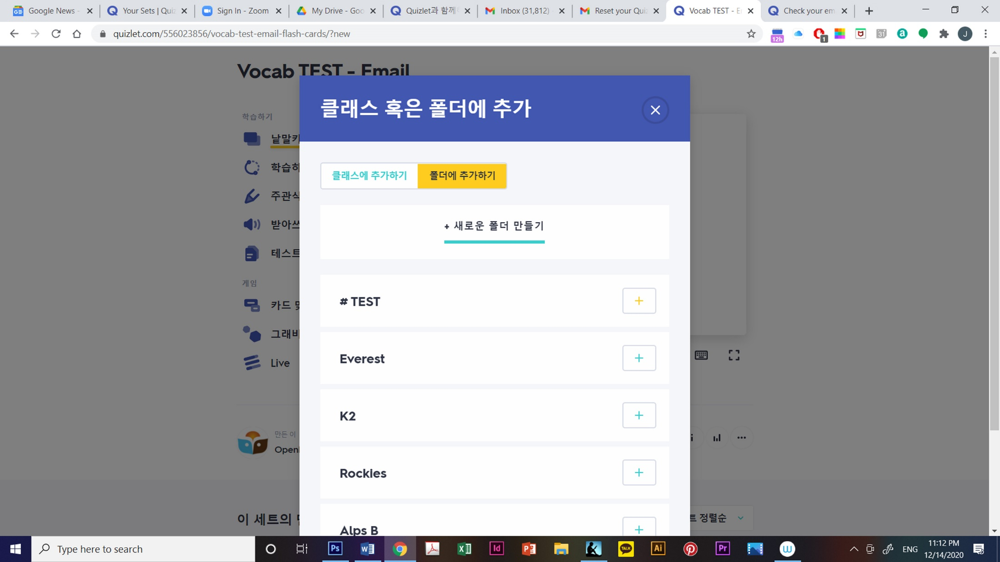 Google News -
Your Sets | Quiz
Sign In - Zoom
My Drive - Goo
Quizlet과 함께
Inbox (31,812) -
Reset your Quiz
Vocab TEST - E
Check your em
quizlet.com/556023856/vocab-test-email-flash-cards/?new
12h
1
31
J
Vocab TEST - Email
클래스 혹은 폴더에 추가
학습하기
낱말카
학습하
주관식
받아쓰
테스트
게임
카드 맞
그래비
Live
클래스에 추가하기
폴더에 추가하기
+ 새로운 폴더 만들기
# TEST
Everest
K2
Rockies
Alps B
만든 이
Open
이 세트의
트 정렬순
Type here to search
Ps
Id
TALK
Ai
Pr
W
ENG
11:12 PM
12/14/2020